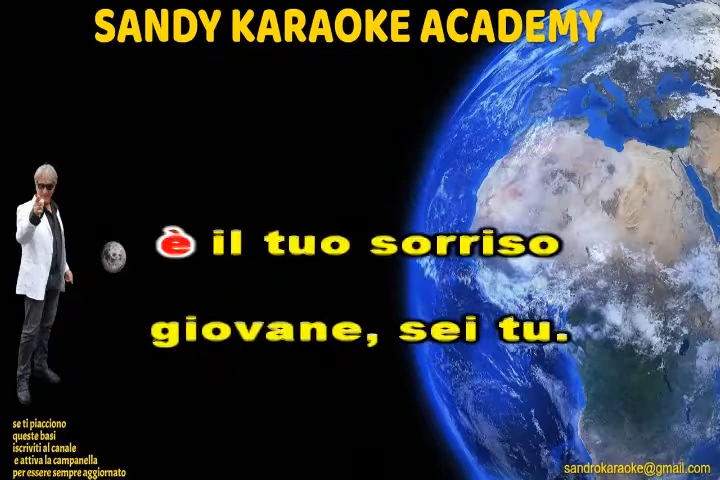 SANDY KARAOKE ACADEMY
è il tuo sorriso
giovane, sei tu.
se ti piacciono
queste basi
iscriviti al canale
e attiva la campanella
per essere sempre aggiornato
sandrokaraoke@gmail.com